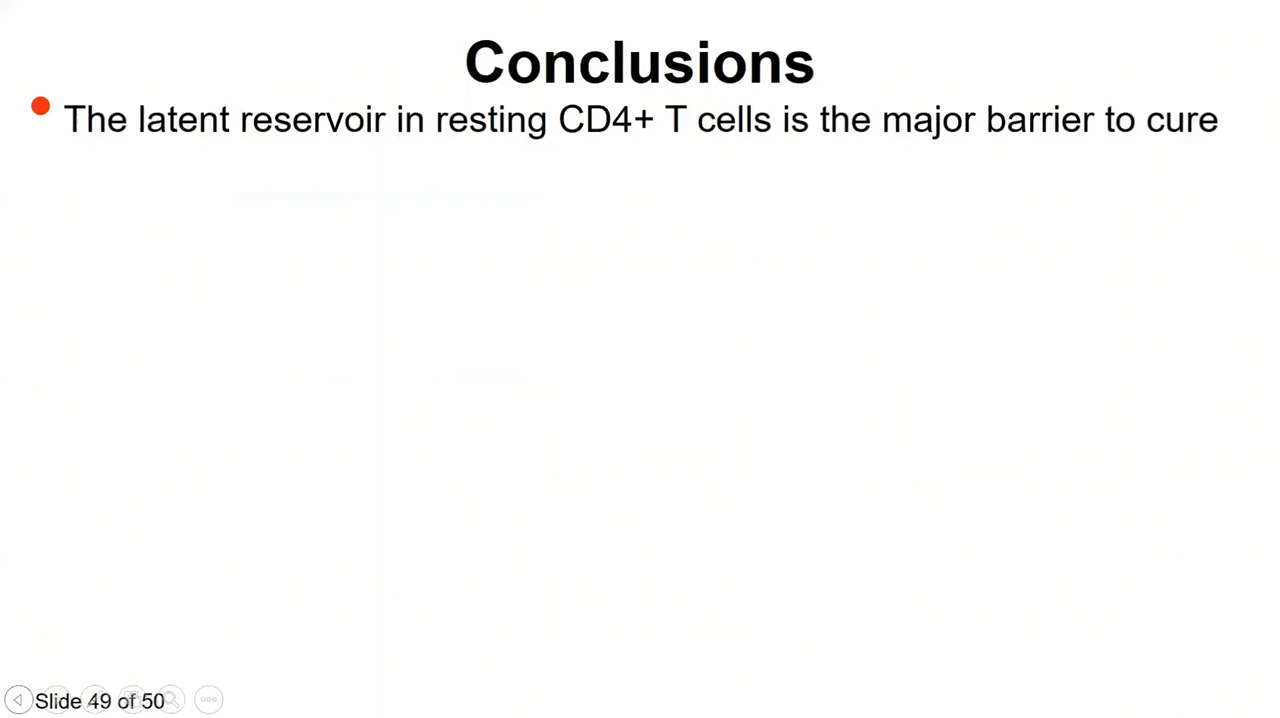 Conclusions
The latent reservoir in resting CD4+ T cells is the major barrier to cure
Slide 49 of 50